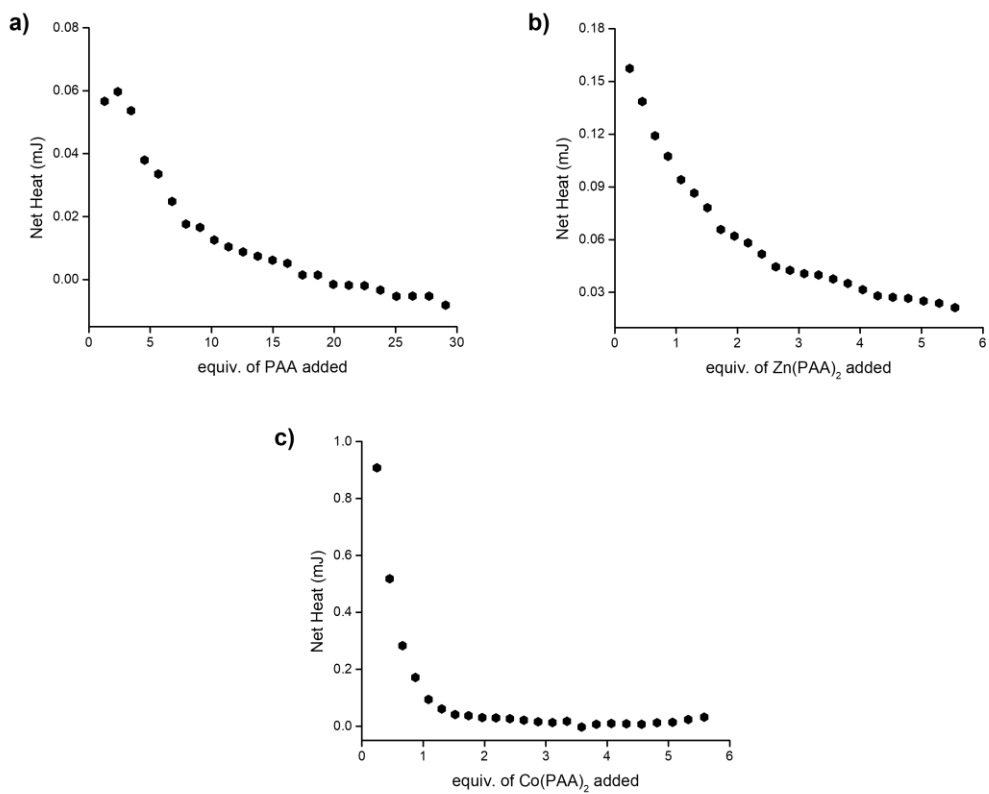 a)
0.08
0.06
0.04
0.02
0.00
Net Heat (mJ)
0 5 10 15 20 25 30
equiv. of PAA added
b)
0.18
0.15
0.12
0.09
0.06
0.03
Net Heat (mJ)
0 1 2 3 4 5 6
equiv. of Zn(PAA)2 added
c)
1.0
0.8
0.6
0.4
0.2
0.0
Net Heat (mJ)
0 1 2 3 4 5 6
equiv. of Co(PAA)2 added